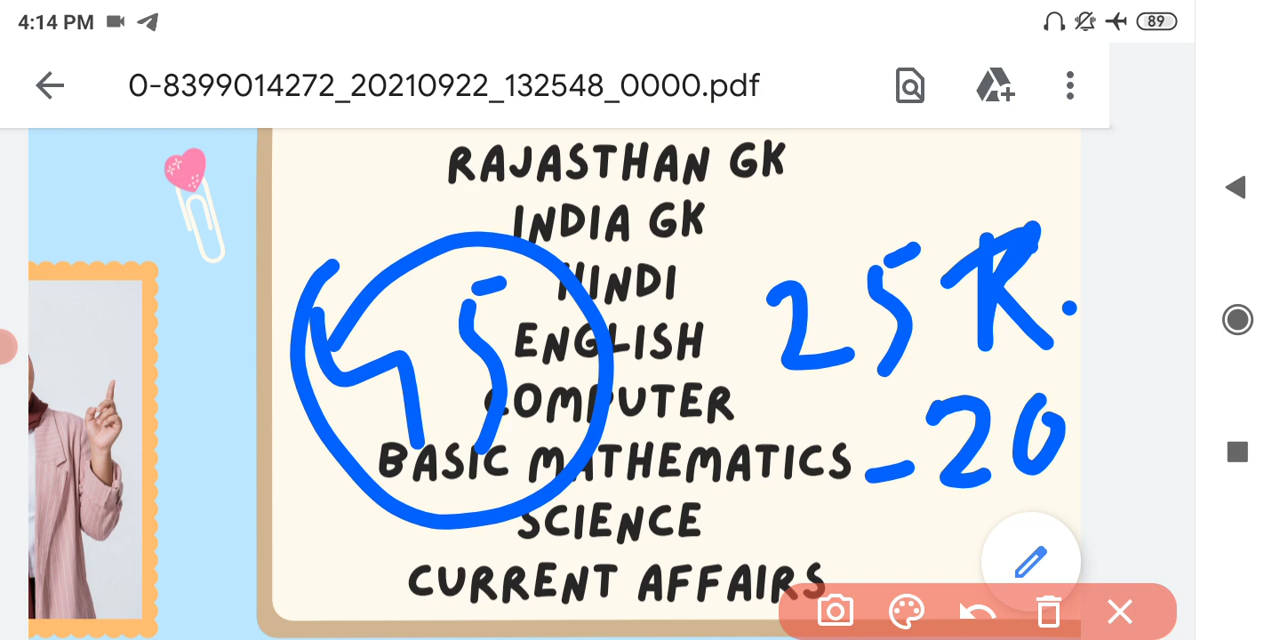 4:14 PM 89
0-8399014272_20210922_132548_0000.pdf
RAJASTHAN GK
INDIA GK
HINDI
ENGLISH
COMPUTER
BASIC MATHEMATICS
SCIENCE
CURRENT AFFAIRS
45
25 R.
-20